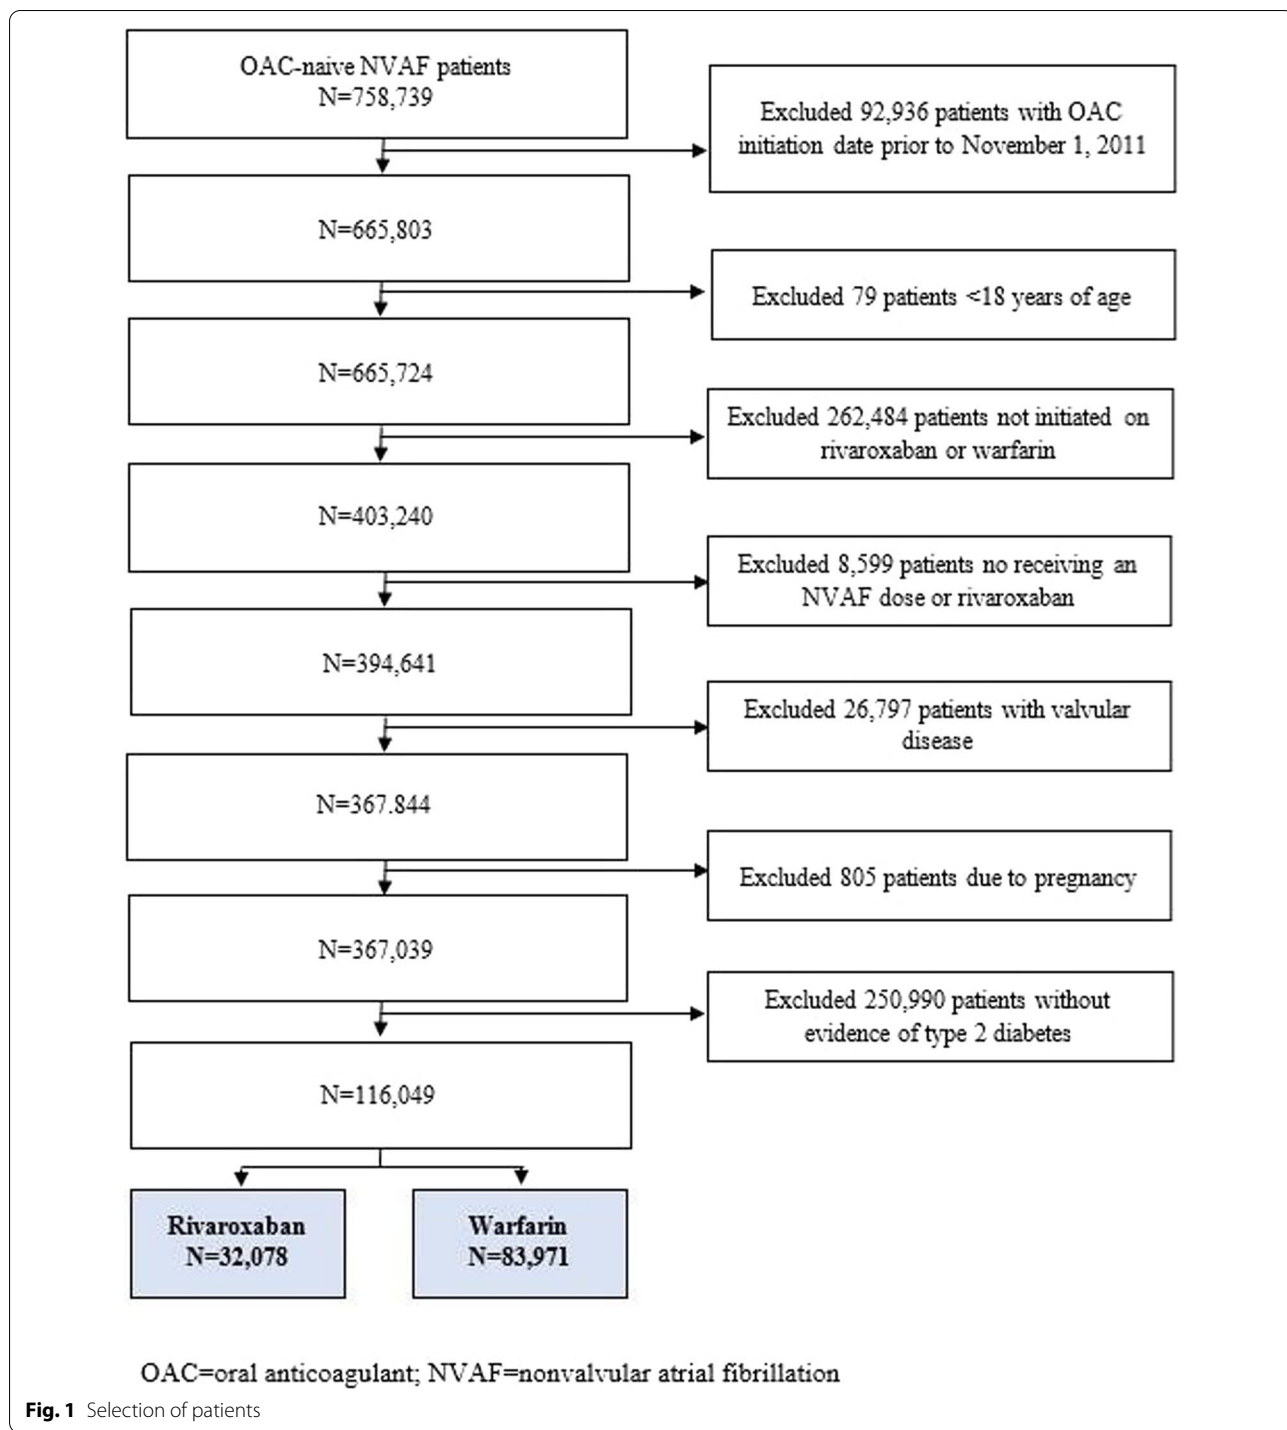 OAC-naive NVAF patients
N=758,739
Excluded 92,936 patients with OAC
initiation date prior to November 1, 2011
N=665,803
Excluded 79 patients <18 years of age
N=665,724
Excluded 262,484 patients not initiated on
rivaroxaban or warfarin
N=403,240
Excluded 8,599 patients no receiving an
NVAF dose or rivaroxaban
N=394,641
Excluded 26,797 patients with valvular
disease
N=367.844
Excluded 805 patients due to pregnancy
N=367,039
Excluded 250,990 patients without
evidence of type 2 diabetes
N=116,049
Rivaroxaban
N=32,078
Warfarin
N=83,971
OAC=oral anticoagulant; NVAF=nonvalvular atrial fibrillation
Fig. 1 Selection of patients